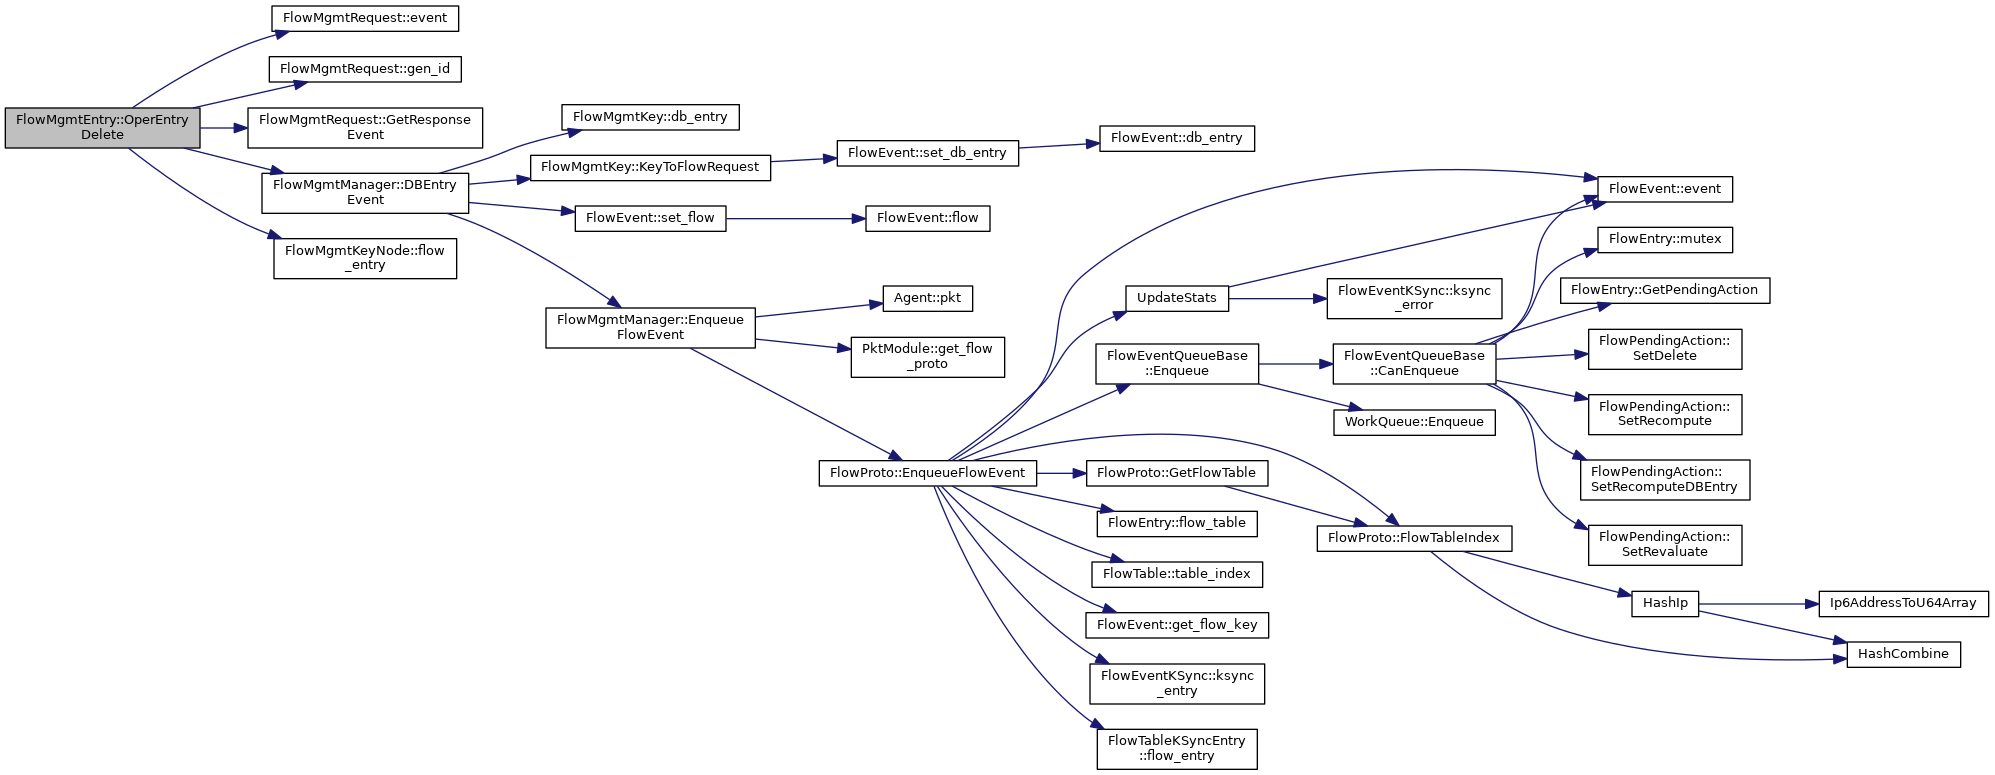 FlowMgmtRequest::event
FlowMgmtRequest::gen_id
FlowMgmtEntry::OperEntry
Delete
FlowMgmtRequest::GetResponse
Event
FlowMgmtManager::DBEntry
Event
FlowMgmtKeyNode::flow
_entry
FlowMgmtKey::db_entry
FlowMgmtKey::KeyToFlowRequest
FlowEvent::set_flow
FlowMgmtManager::Enqueue
FlowEvent
FlowEvent::set_db_entry
FlowEvent::flow
Agent::pkt
PktModule::get_flow
_proto
FlowProto::EnqueueFlowEvent
FlowEvent::db_entry
UpdateStats
FlowEventQueueBase
::Enqueue
FlowProto::GetFlowTable
FlowEntry::flow_table
FlowTable::table_index
FlowEvent::get_flow_key
FlowEventKSync::ksync
_entry
FlowTableKSyncEntry
::flow_entry
FlowEventKSync::ksync
_error
FlowEventQueueBase
::CanEnqueue
WorkQueue::Enqueue
FlowProto::FlowTableIndex
FlowEvent::event
FlowEntry::mutex
FlowEntry::GetPendingAction
FlowPendingAction::
SetDelete
FlowPendingAction::
SetRecompute
FlowPendingAction::
SetRecomputeDBEntry
FlowPendingAction::
SetRevaluate
HashIp
Ip6AddressToU64Array
HashCombine